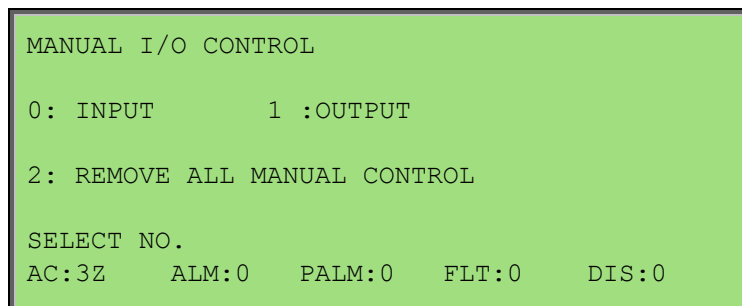 MANUAL I/O CONTROL
0: INPUT 1 :OUTPUT
2: REMOVE ALL MANUAL CONTROL
SELECT NO.
AC:3Z ALM:0 PALM:0 FLT:0 DIS:0